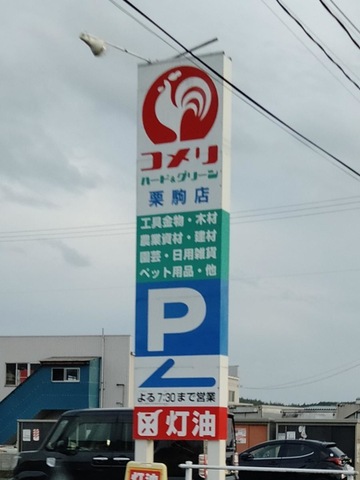 コメリ
ハード&グリーン
栗駒店
工具金物・木材
農業資材・建材
園芸・日用雑貨
ペット用品・他
P
よる7:30まで営業
灯油
灯油